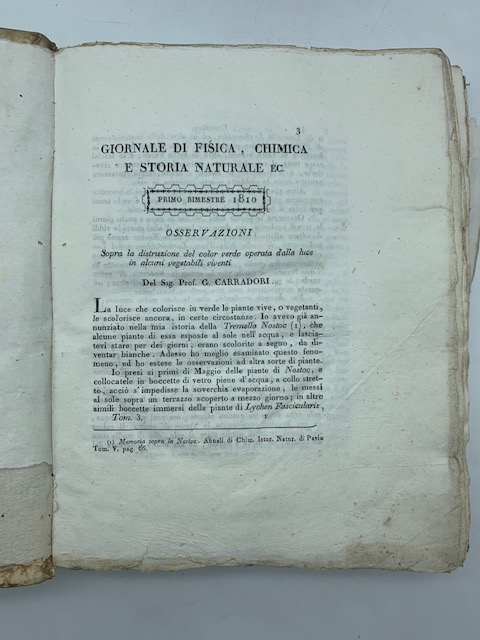 3
GIORNALE DI FISICA, CHIMICA
E STORIA NATURALE EC.
PRIMO BIMESTRE 1810
OSSERVAZIONI
Sopra la distruzione del color verde operata dalla luce
in alcuni vegetabili viventi
Del Sig. Prof. G. CARRADORI.
La luce che colorisce in verde le piante vive, o vegetanti,
le scolorisce ancora, in certe circostanze. Io avevo già an-
nunziato nella mia istoria della Tremella Nostoc (1), che
alcune piante di essa esposte al sole nell'acqua, e lascia-
tevi stare per dei giorni, erano scolorite a segno, da di-
ventar bianche. Adesso ho meglio esaminato questo feno-
meno, ed ho estese le osservazioni ad altra sorte di piante.
Io presi ai primi di Maggio delle piante di Nostoc, e
collocatele in boccette di vetro piene d'acqua, a collo stret-
to, acciò s'impedisse la soverchia evaporazione, le messi
al sole sopra un terrazzo scoperto a mezzo giorno; in altre
simili boccette immersi delle piante di Lychen Fascicularis,
Tom. 3. 1
(1) Memoria sopra la Nostoc. Annali di Chim. Istor. Natur. di Pavia
Tom. V. pag. 66.